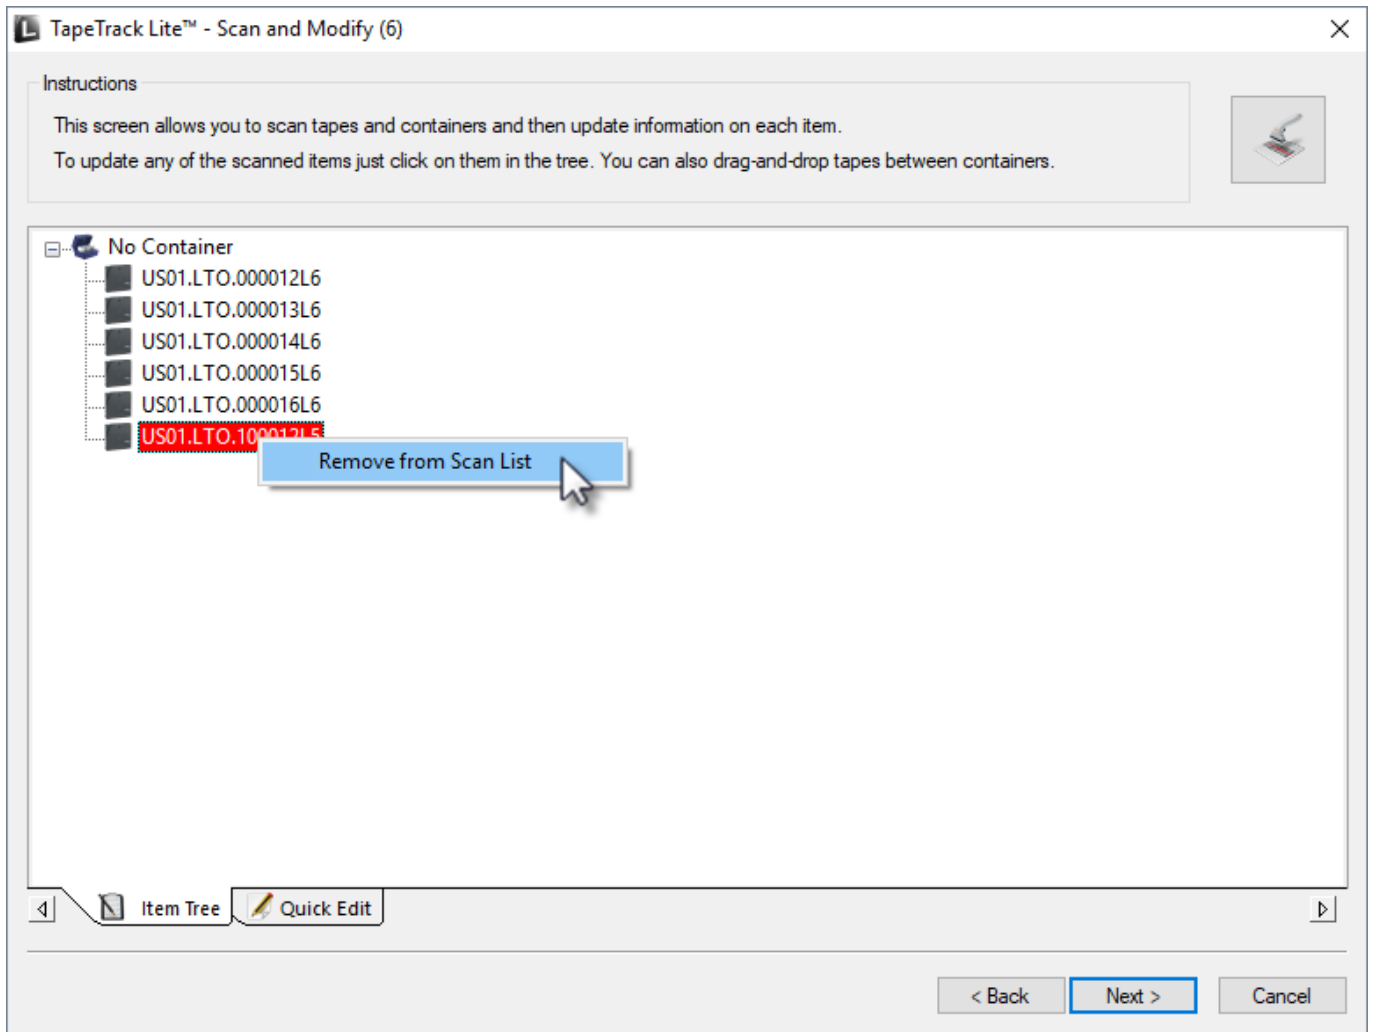 TapeTrack Lite™ - Scan and Modify (6)
Instructions
This screen allows you to scan tapes and containers and then update information on each item.
To update any of the scanned items just click on them in the tree. You can also drag-and-drop tapes between containers.
No Container
US01.LTO.000012L6
US01.LTO.000013L6
US01.LTO.000014L6
US01.LTO.000015L6
US01.LTO.000016L6
US01.LTO.100012L5
Remove from Scan List
Item Tree
Quick Edit
< Back
Next >
Cancel